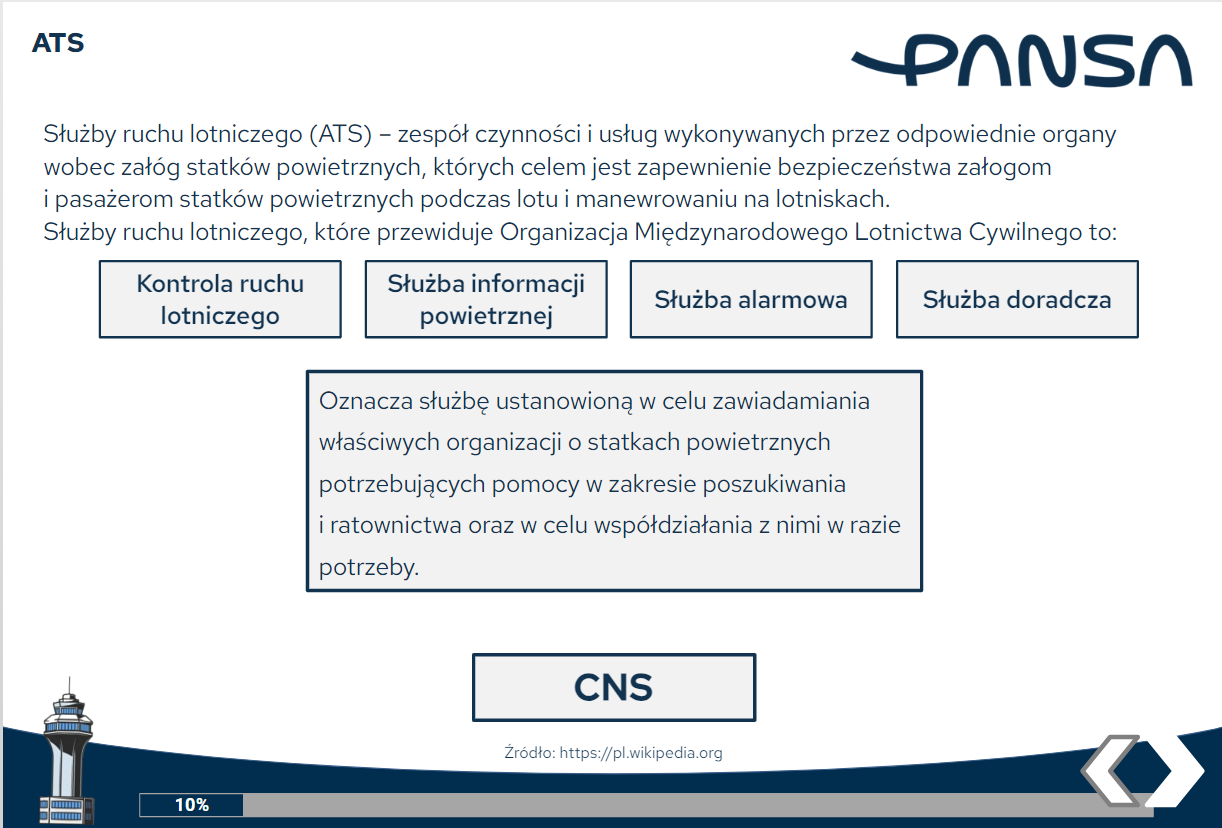 ATS
PANSA
Służby ruchu lotniczego (ATS) – zespół czynności i usług wykonywanych przez odpowiednie organy
wobec załóg statków powietrznych, których celem jest zapewnienie bezpieczeństwa załogom
i pasażerom statków powietrznych podczas lotu i manewrowaniu na lotniskach.
Służby ruchu lotniczego, które przewiduje Organizacja Międzynarodowego Lotnictwa Cywilnego to:
Kontrola ruchu
lotniczego
Służba informacji
powietrznej
Służba alarmowa
Służba doradcza
Oznacza służbę ustanowioną w celu zawiadamiania
właściwych organizacji o statkach powietrznych
potrzebujących pomocy w zakresie poszukiwania
i ratownictwa oraz w celu współdziałania z nimi w razie
potrzeby.
CNS
Źródło: https://pl.wikipedia.org
10%